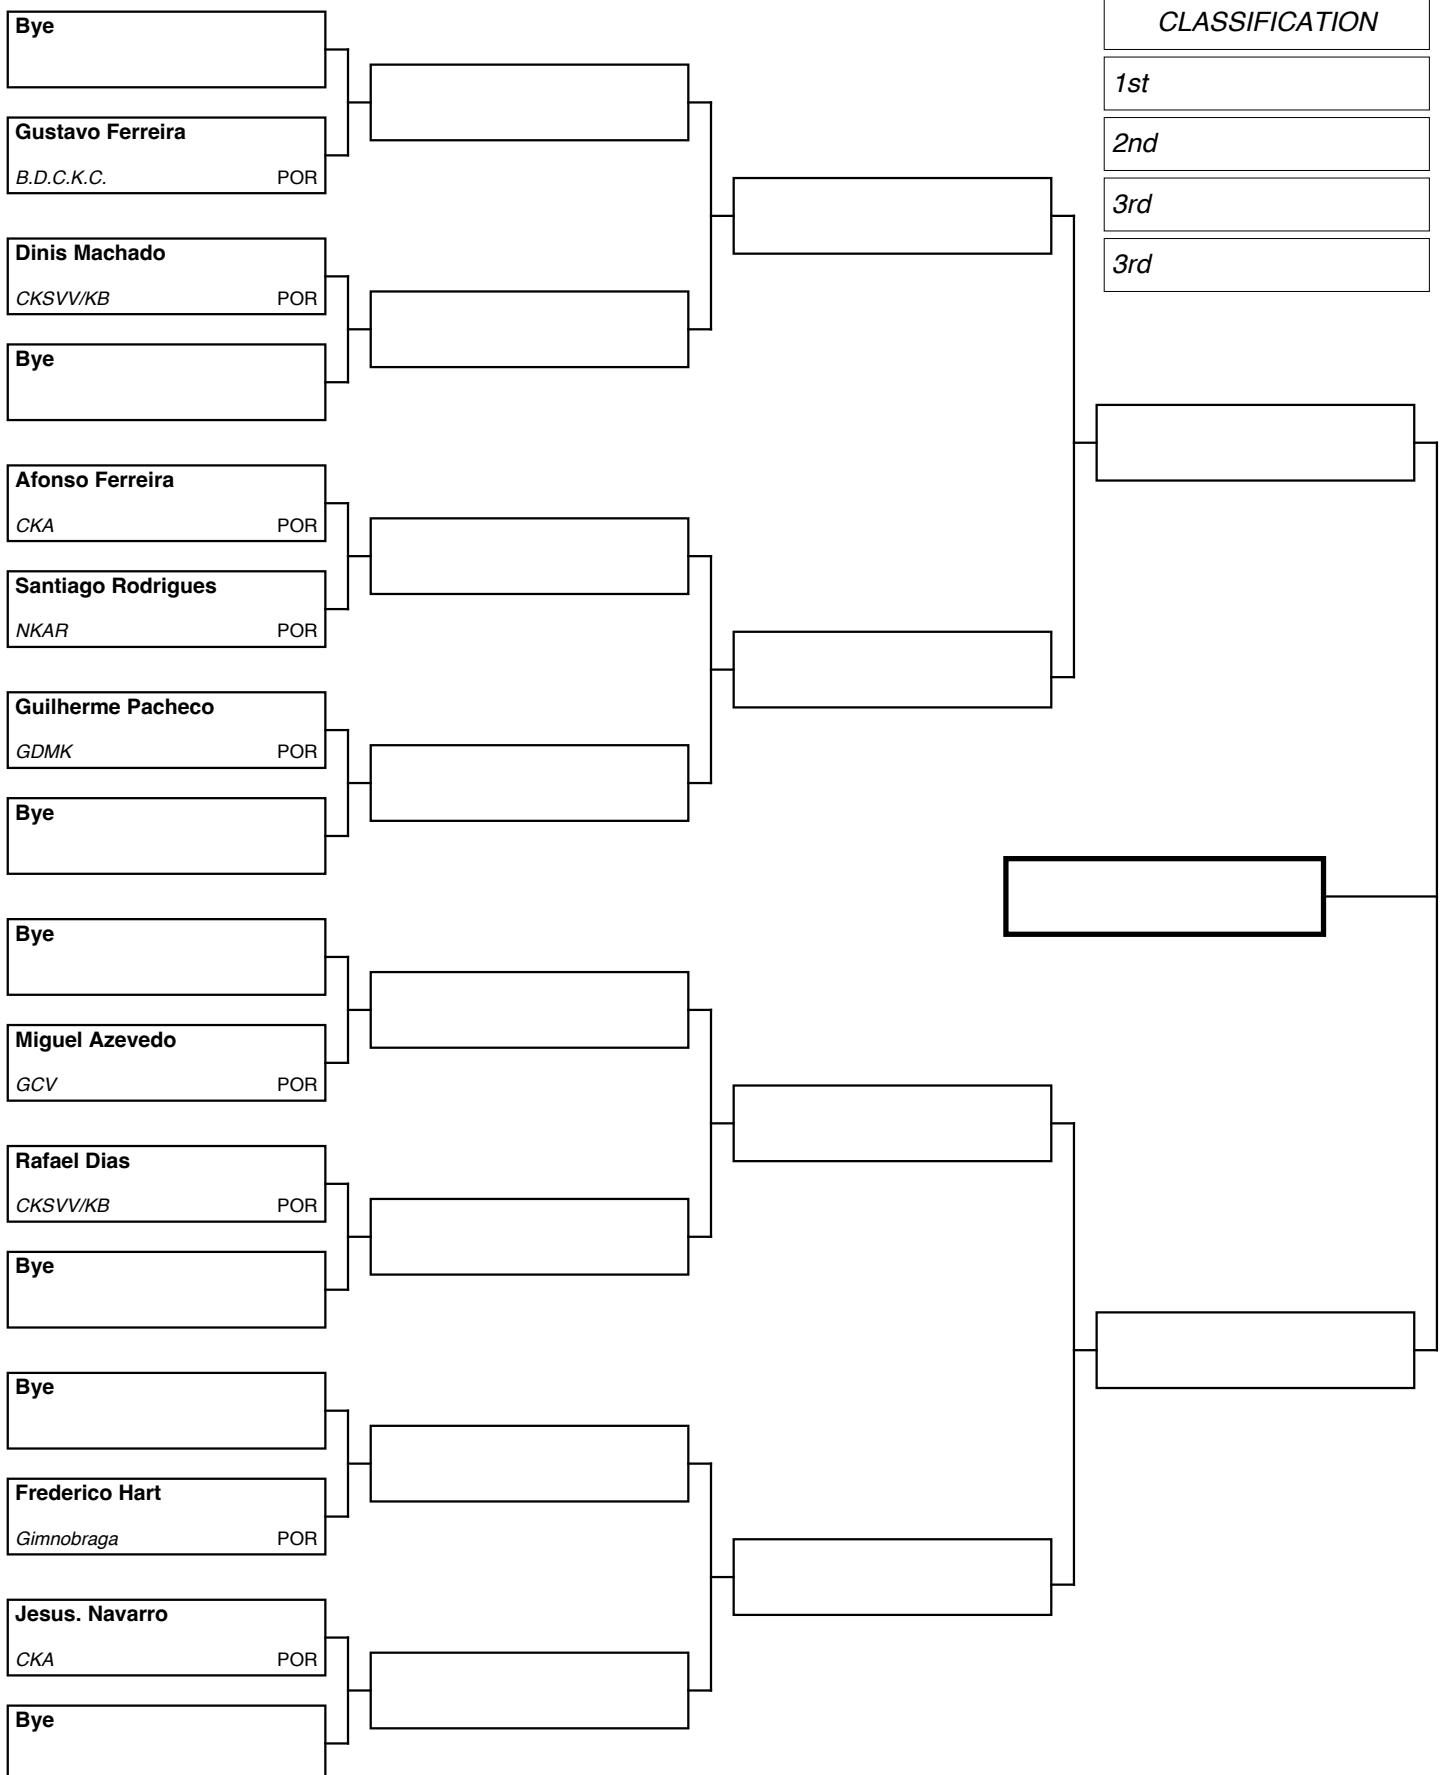 Bye
Gustavo Ferreira
B.D.C.K.C. POR
Dinis Machado
CKSVV/KB POR
Bye
Afonso Ferreira
CKA POR
Santiago Rodrigues
NKAR POR
Guilherme Pacheco
GDMK POR
Bye
Bye
Miguel Azevedo
GCV POR
Rafael Dias
CKSVV/KB POR
Bye
Bye
Frederico Hart
Gimnobraga POR
Jesus. Navarro
CKA POR
Bye
CLASSIFICATION
1st
2nd
3rd
3rd